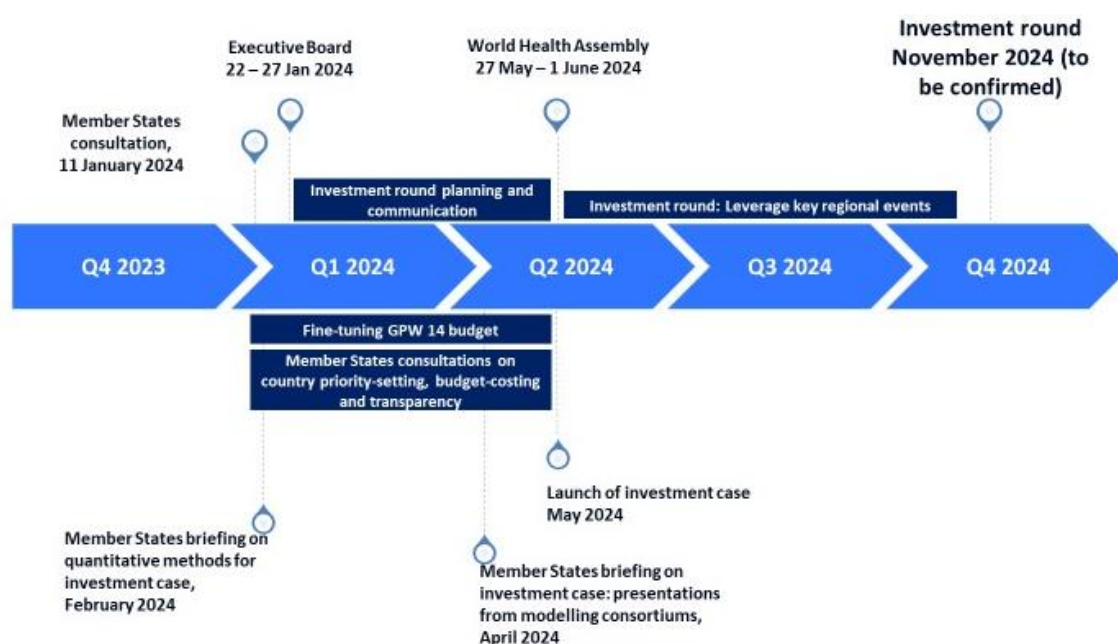 Executive Board
22 – 27 Jan 2024
World Health Assembly
27 May – 1 June 2024
Investment round
November 2024 (to
be confirmed)
Member States
consultation,
11 January 2024
Investment round planning and
communication
Investment round: Leverage key regional events
Q4 2023
Q1 2024
Q2 2024
Q3 2024
Q4 2024
Fine-tuning GPW 14 budget
Member States consultations on
country priority-setting, budget-costing
and transparency
Launch of investment case
May 2024
Member States briefing on
quantitative methods for
investment case,
February 2024
Member States briefing on
investment case: presentations
from modelling consortiums,
April 2024